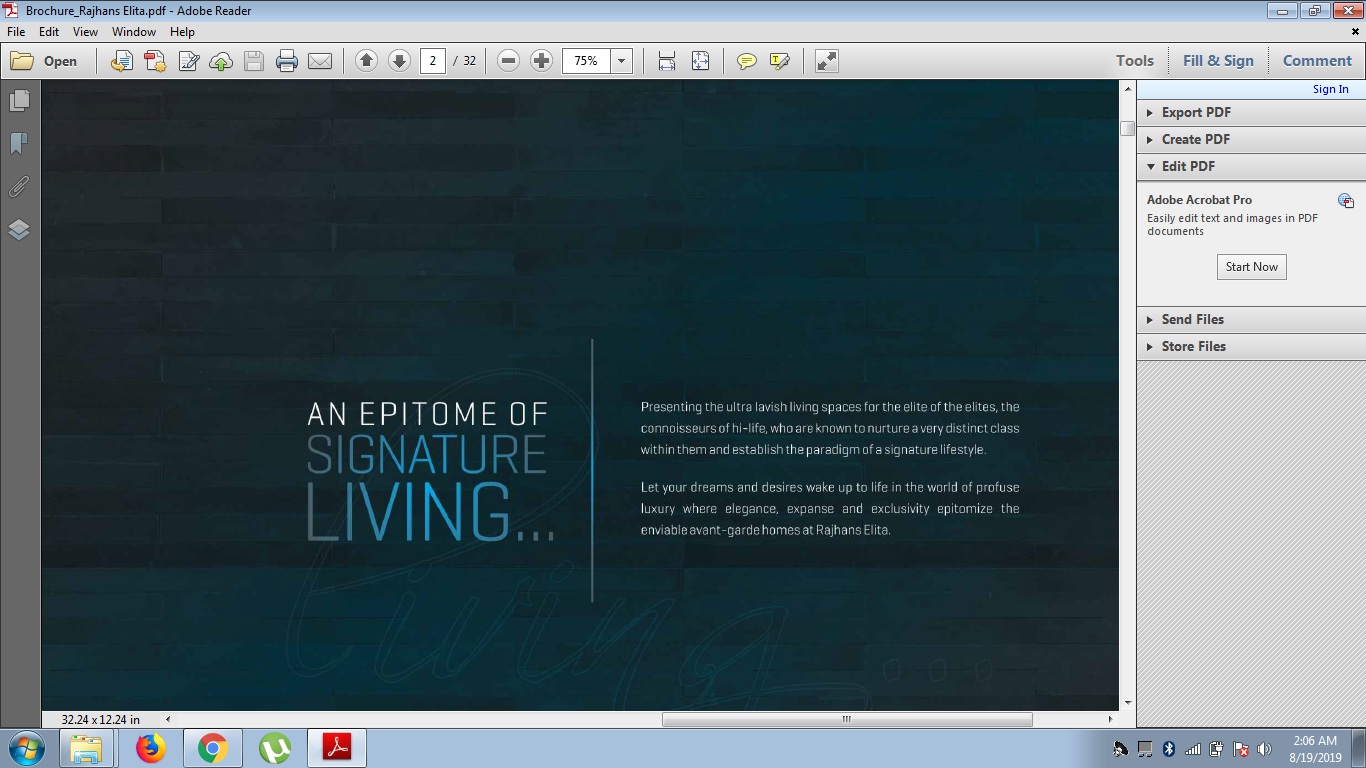 Brochure_Rajhans Elita.pdf - Adobe Reader
File Edit View Window Help
Open 2 / 32 75% Tools Fill & Sign Comment
Sign In
Export PDF
Create PDF
Edit PDF
Adobe Acrobat Pro
Easily edit text and images in PDF
documents
Start Now
Send Files
Store Files
AN EPITOME OF
SIGNATURE
LIVING...
Presenting the ultra lavish living spaces for the elite of the elites, the
connoisseurs of hi-life, who are known to nurture a very distinct class
within them and establish the paradigm of a signature lifestyle.
Let your dreams and desires wake up to life in the world of profuse
luxury where elegance, expanse and exclusivity epitomize the
enviable avant-garde homes at Rajhans Elita.
Living...
32.24 x 12.24 in
2:06 AM
8/19/2019